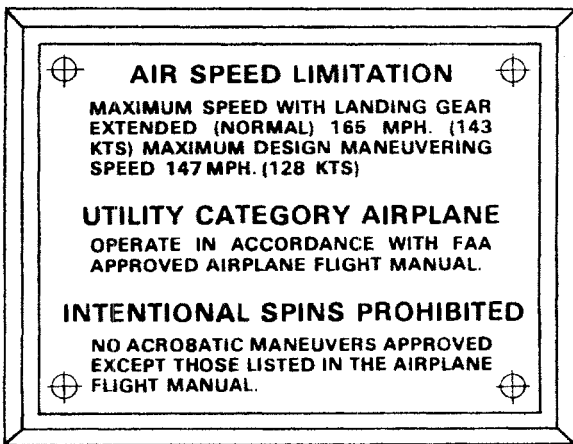 AIR SPEED LIMITATION
MAXIMUM SPEED WITH LANDING GEAR
EXTENDED (NORMAL) 165 MPH. (143
KTS) MAXIMUM DESIGN MANEUVERING
SPEED 147 MPH. (128 KTS)
UTILITY CATEGORY AIRPLANE
OPERATE IN ACCORDANCE WITH FAA
APPROVED AIRPLANE FLIGHT MANUAL.
INTENTIONAL SPINS PROHIBITED
NO ACROBATIC MANEUVERS APPROVED
EXCEPT THOSE LISTED IN THE AIRPLANE
FLIGHT MANUAL.